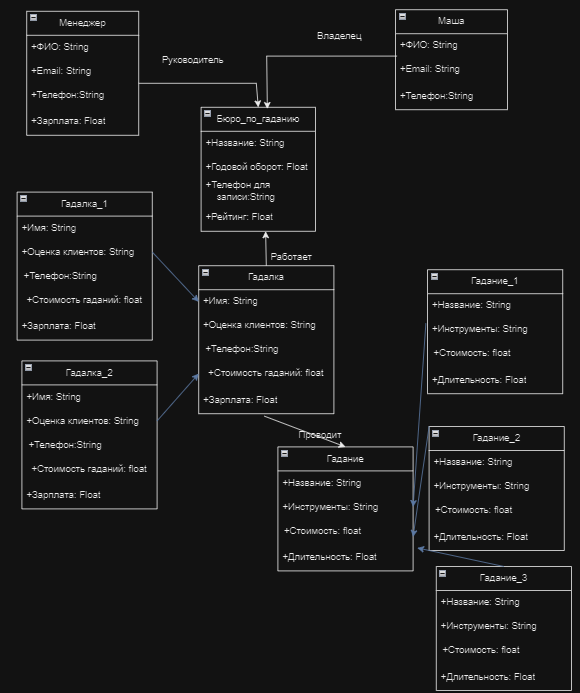 Менеджер
+ФИО: String
+Email: String
+Телефон:String
+Зарплата: Float
Руководитель
Владелец
Маша
+ФИО: String
+Email: String
+Телефон:String
Бюро_по_гаданию
+Название: String
+Годовой оборот: Float
+Телефон для
записи:String
+Рейтинг: Float
Работает
Гадалка_1
+Имя: String
+Оценка клиентов: String
+Телефон:String
+Стоимость гаданий: float
+Зарплата: Float
Гадалка
+Имя: String
+Оценка клиентов: String
+Телефон:String
+Стоимость гаданий: float
+Зарплата: Float
Гадание_1
+Название: String
+Инструменты: String
+Стоимость: float
+Длительность: Float
Гадалка_2
+Имя: String
+Оценка клиентов: String
+Телефон:String
+Стоимость гаданий: float
+Зарплата: Float
Проводит
Гадание
+Название: String
+Инструменты: String
+Стоимость: float
+Длительность: Float
Гадание_2
+Название: String
+Инструменты: String
+Стоимость: float
+Длительность: Float
Гадание_3
+Название: String
+Инструменты: String
+Стоимость: float
+Длительность: Float